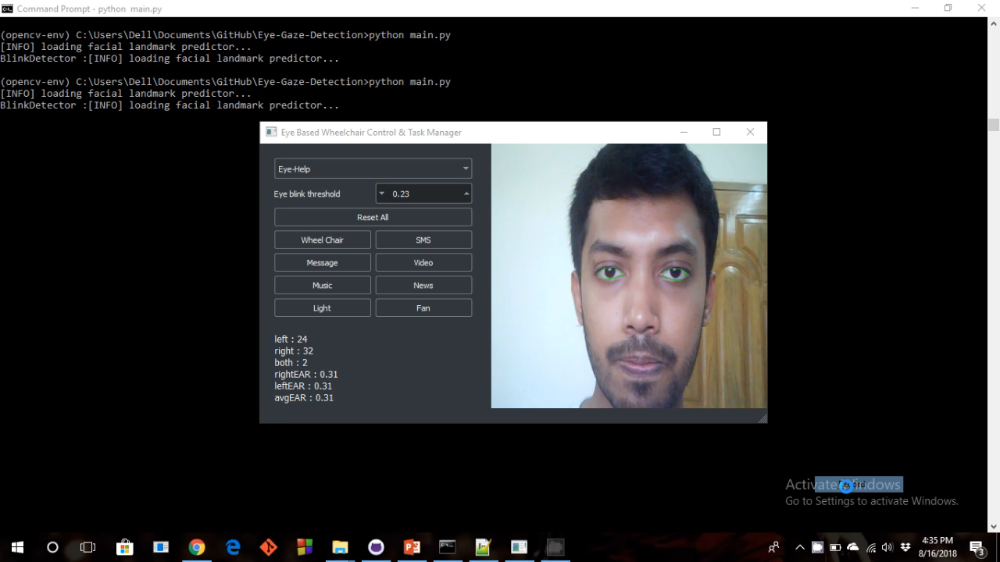 Command Prompt - python  main.py
(opencv-env) C:\Users\Dell\Documents\GitHub\Eye-Gaze-Detection>python main.py
[INFO] loading facial landmark predictor...
BlinkDetector :[INFO] loading facial landmark predictor...
(opencv-env) C:\Users\Dell\Documents\GitHub\Eye-Gaze-Detection>python main.py
[INFO] loading facial landmark predictor...
BlinkDetector :[INFO] loading facial landmark predictor...
Eye Based Wheelchair Control & Task Manager
Eye-Help
Eye blink threshold 0.23
Reset All
Wheel Chair SMS
Message Video
Music News
Light Fan
left : 24
right : 32
both : 2
rightEAR : 0.31
leftEAR : 0.31
avgEAR : 0.31
Activate Windows
Go to Settings to activate Windows.
4:35 PM
8/16/2018
3